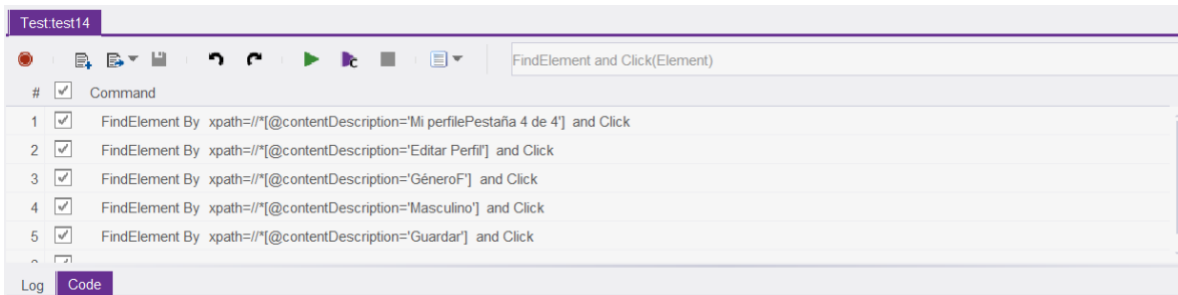 Test:test14
FindElement and Click(Element)
# Command
1 FindElement By xpath=//*[@contentDescription='Mi perfilePestaña 4 de 4'] and Click
2 FindElement By xpath=//*[@contentDescription='Editar Perfil'] and Click
3 FindElement By xpath=//*[@contentDescription='GéneroF'] and Click
4 FindElement By xpath=//*[@contentDescription='Masculino'] and Click
5 FindElement By xpath=//*[@contentDescription='Guardar'] and Click
Log Code